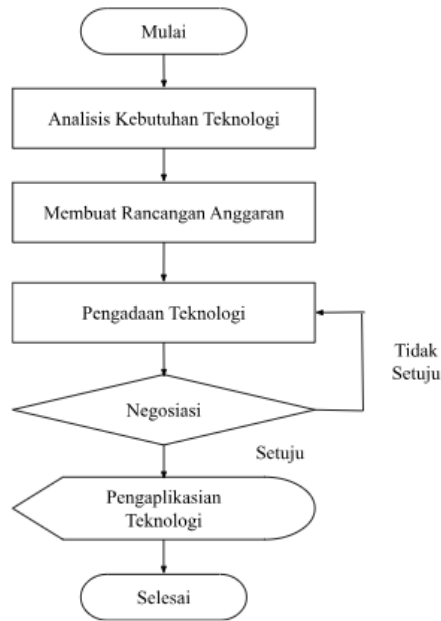 Mulai
Analisis Kebutuhan Teknologi
Membuat Rancangan Anggaran
Pengadaan Teknologi
Tidak
Setuju
Negosiasi
Setuju
Pengaplikasian
Teknologi
Selesai